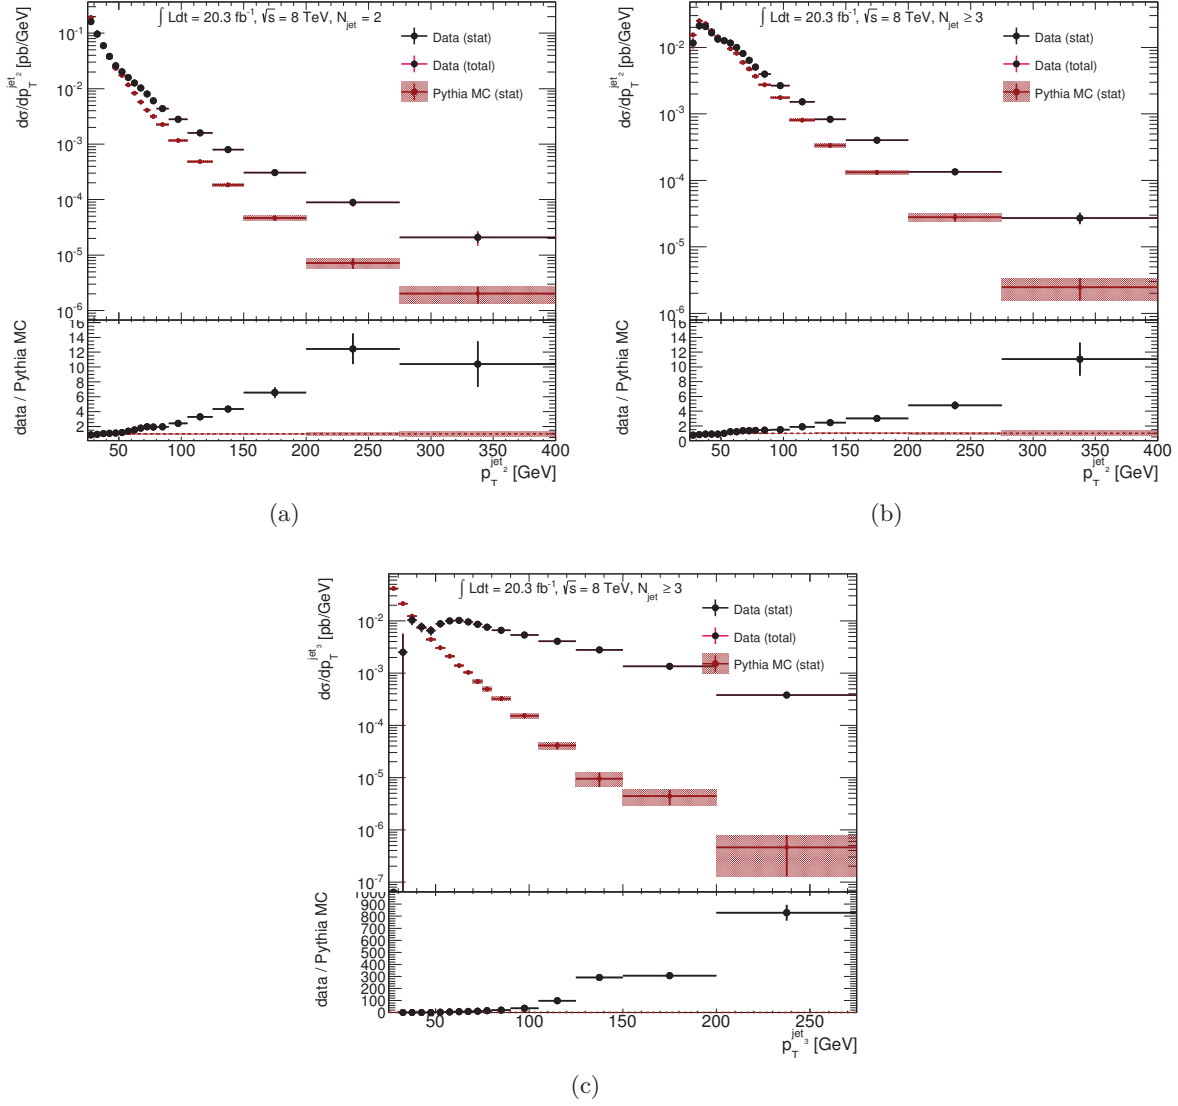 ∫ Ldt = 20.3 fb⁻¹, √s = 8 TeV, N_jet = 2
Data (stat)
Data (total)
Pythia MC (stat)
dσ/dp_T^jet_2 [pb/GeV]
10⁻¹
10⁻²
10⁻³
10⁻⁴
10⁻⁵
10⁻⁶
data / Pythia MC
16
14
12
10
8
6
4
2
0
50 100 150 200 250 300 350 400
p_T^jet_2 [GeV]
(a)
∫ Ldt = 20.3 fb⁻¹, √s = 8 TeV, N_jet ≥ 3
Data (stat)
Data (total)
Pythia MC (stat)
dσ/dp_T^jet_2 [pb/GeV]
10⁻²
10⁻³
10⁻⁴
10⁻⁵
10⁻⁶
data / Pythia MC
16
14
12
10
8
6
4
2
0
50 100 150 200 250 300 350 400
p_T^jet_2 [GeV]
(b)
∫ Ldt = 20.3 fb⁻¹, √s = 8 TeV, N_jet ≥ 3
Data (stat)
Data (total)
Pythia MC (stat)
dσ/dp_T^jet_3 [pb/GeV]
10⁻²
10⁻³
10⁻⁴
10⁻⁵
10⁻⁶
10⁻⁷
data / Pythia MC
1000
900
800
700
600
500
400
300
200
100
0
50 100 150 200 250
p_T^jet_3 [GeV]
(c)